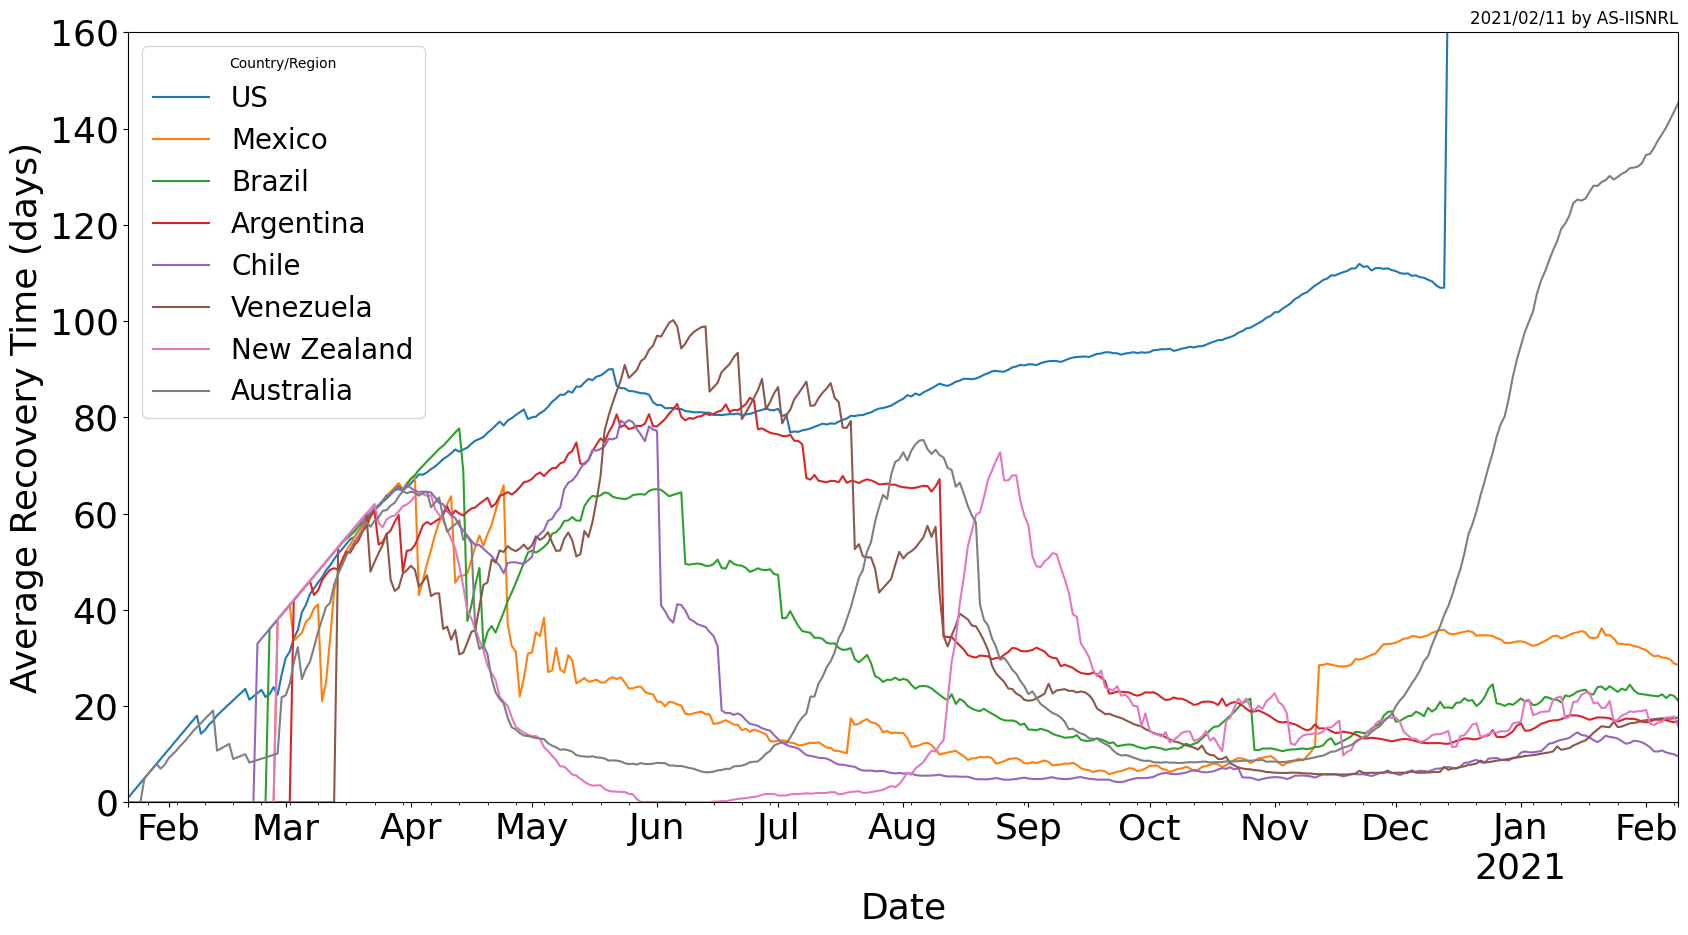 2021/02/11 by AS-IISNRL
Average Recovery Time (days)
160
140
120
100
80
60
40
20
0
Country/Region
US
Mexico
Brazil
Argentina
Chile
Venezuela
New Zealand
Australia
Feb Mar Apr May Jun Jul Aug Sep Oct Nov Dec Jan Feb
2021
Date